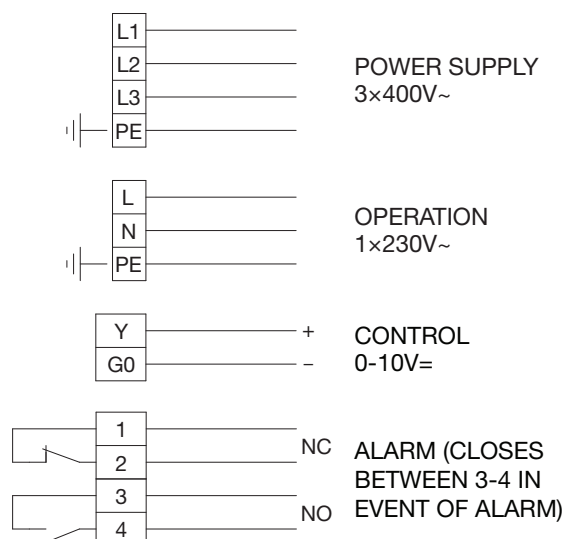 L1
L2
L3
PE
POWER SUPPLY
3×400V~
L
N
PE
OPERATION
1×230V~
Y
G0
+
–
CONTROL
0-10V=
1
2
3
4
NC
NO
ALARM (CLOSES
BETWEEN 3-4 IN
EVENT OF ALARM)